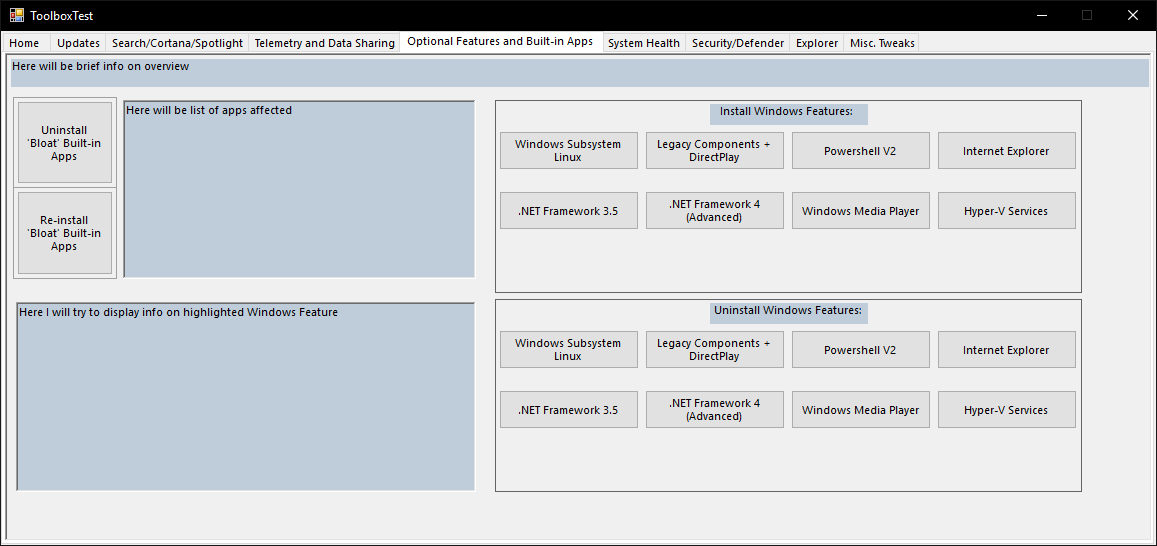 ToolboxTest
Home Updates Search/Cortana/Spotlight Telemetry and Data Sharing Optional Features and Built-in Apps System Health Security/Defender Explorer Misc. Tweaks
Here will be brief info on overview
Uninstall
'Bloat' Built-in
Apps
Re-install
'Bloat' Built-in
Apps
Here will be list of apps affected
Install Windows Features:
Windows Subsystem
Linux
Legacy Components +
DirectPlay
Powershell V2
Internet Explorer
.NET Framework 3.5
.NET Framework 4
(Advanced)
Windows Media Player
Hyper-V Services
Here I will try to display info on highlighted Windows Feature
Uninstall Windows Features:
Windows Subsystem
Linux
Legacy Components +
DirectPlay
Powershell V2
Internet Explorer
.NET Framework 3.5
.NET Framework 4
(Advanced)
Windows Media Player
Hyper-V Services